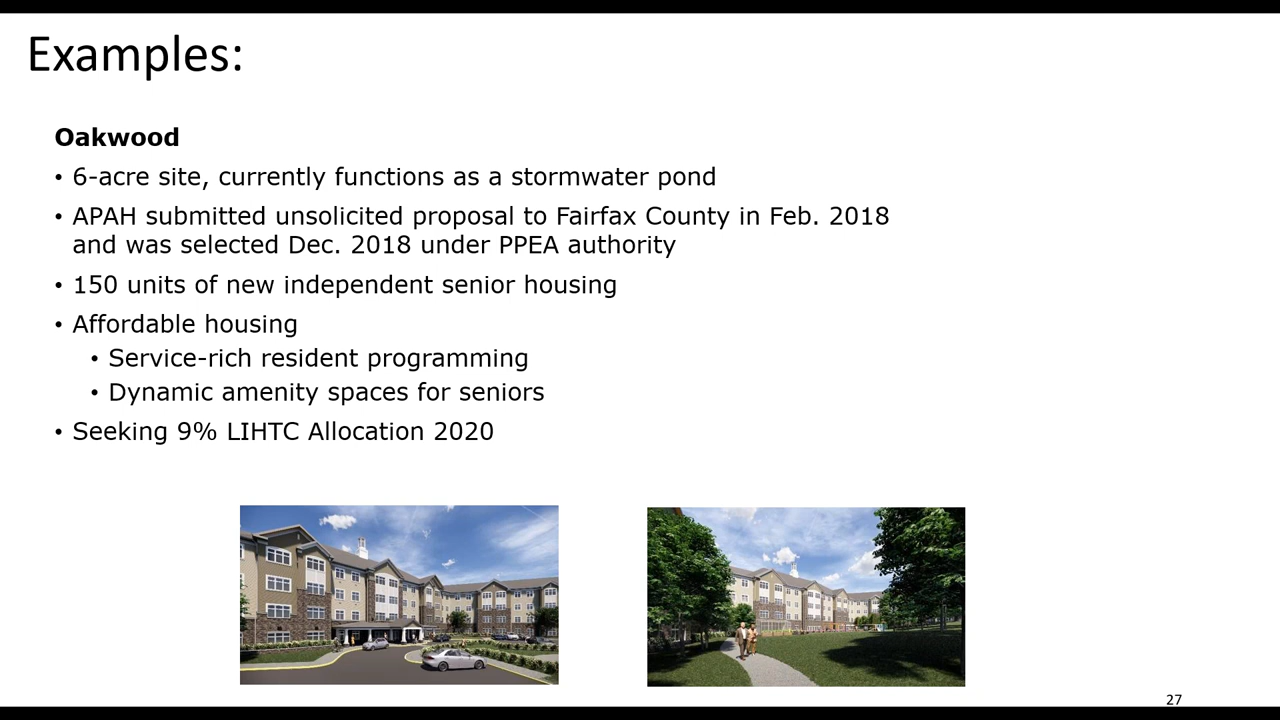 Examples:
Oakwood
• 6-acre site, currently functions as a stormwater pond
• APAH submitted unsolicited proposal to Fairfax County in Feb. 2018
and was selected Dec. 2018 under PPEA authority
• 150 units of new independent senior housing
• Affordable housing
• Service-rich resident programming
• Dynamic amenity spaces for seniors
• Seeking 9% LIHTC Allocation 2020
27